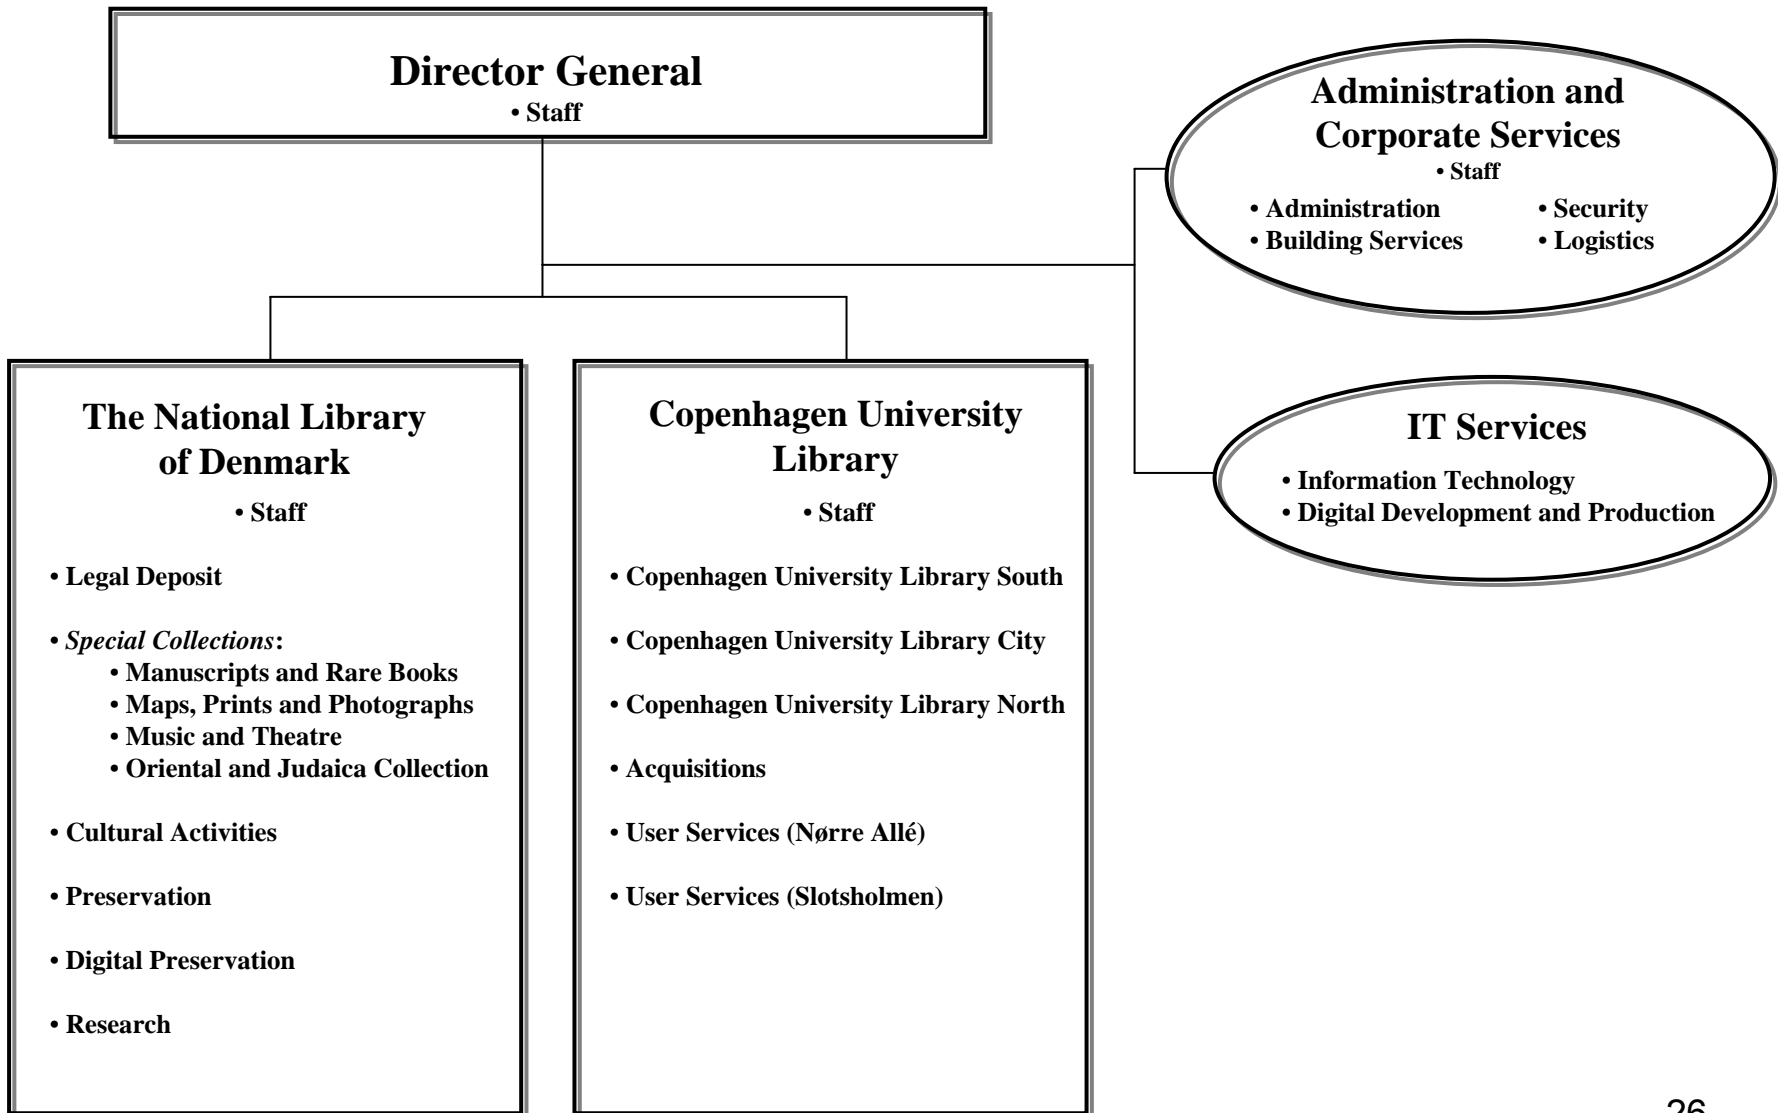 Director General
• Staff
Administration and
Corporate Services
• Staff
• Administration
• Building Services
• Security
• Logistics
The National Library
of Denmark
• Staff
• Legal Deposit
• Special Collections:
• Manuscripts and Rare Books
• Maps, Prints and Photographs
• Music and Theatre
• Oriental and Judaica Collection
• Cultural Activities
• Preservation
• Digital Preservation
• Research
Copenhagen University
Library
• Staff
• Copenhagen University Library South
• Copenhagen University Library City
• Copenhagen University Library North
• Acquisitions
• User Services (Nørre Allé)
• User Services (Slotsholmen)
IT Services
• Information Technology
• Digital Development and Production
26